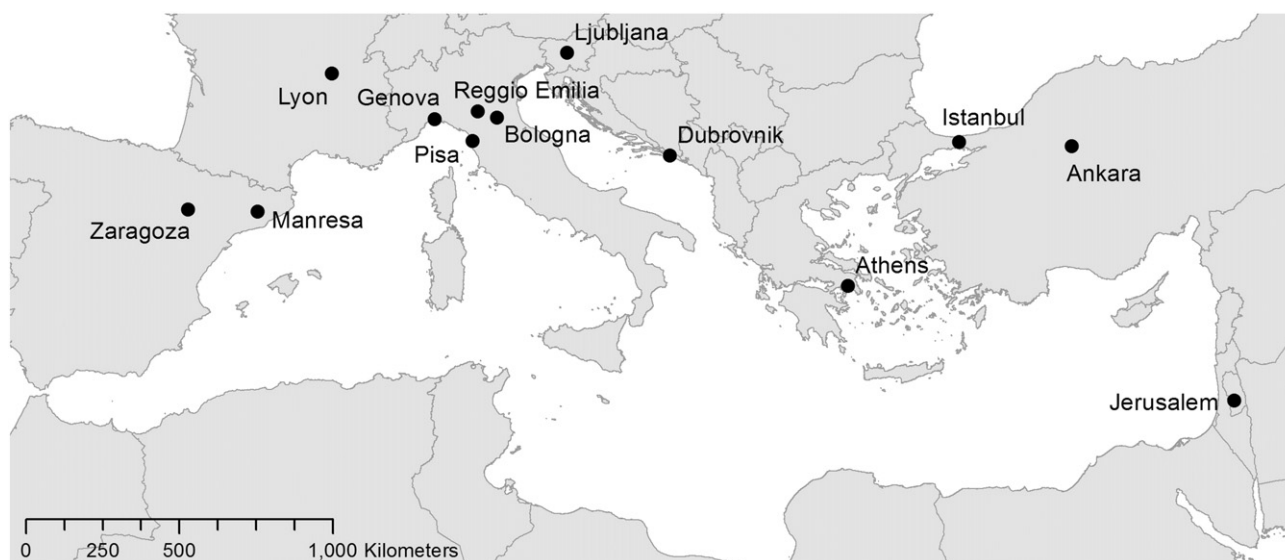 Ljubljana
Lyon
Genova
Reggio Emilia
Bologna
Pisa
Dubrovnik
Istanbul
Ankara
Zaragoza
Manresa
Athens
Jerusalem
0 250 500 1,000 Kilometers